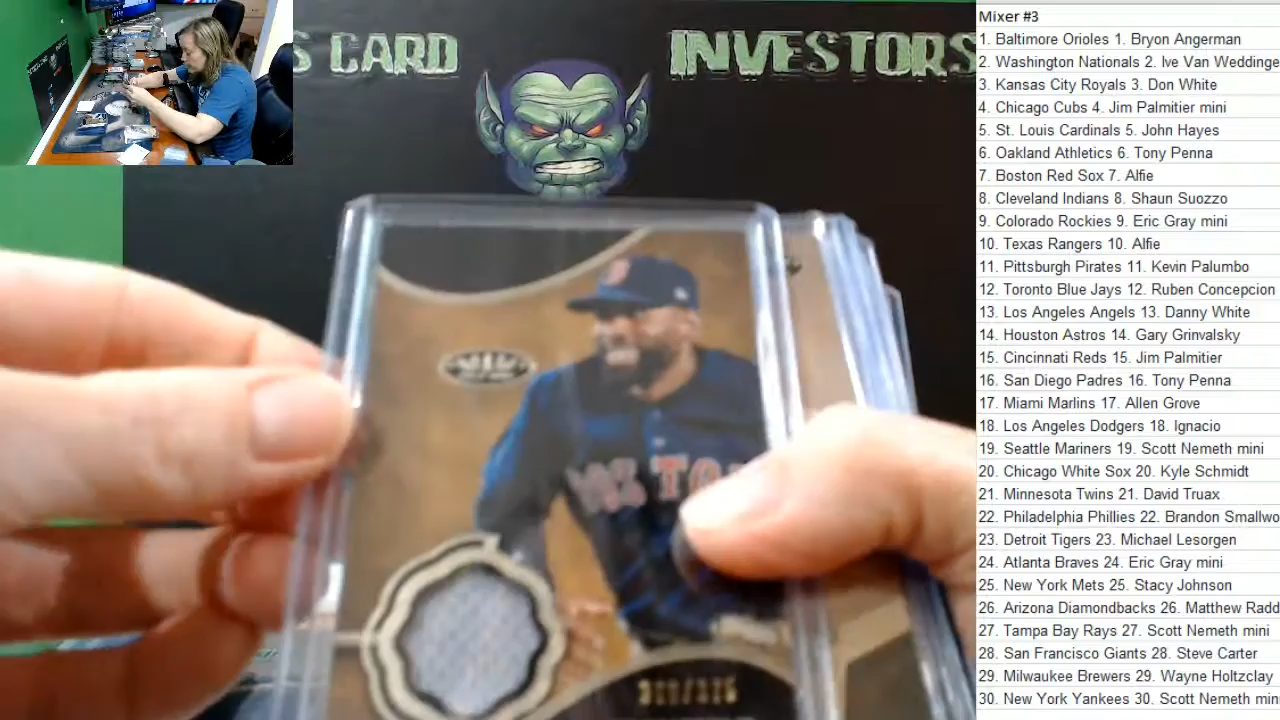 S CARD INVESTORS
Mixer #3
1. Baltimore Orioles 1. Bryon Angerman
2. Washington Nationals 2. Ive Van Weddinge
3. Kansas City Royals 3. Don White
4. Chicago Cubs 4. Jim Palmitier mini
5. St. Louis Cardinals 5. John Hayes
6. Oakland Athletics 6. Tony Penna
7. Boston Red Sox 7. Alfie
8. Cleveland Indians 8. Shaun Suozzo
9. Colorado Rockies 9. Eric Gray mini
10. Texas Rangers 10. Alfie
11. Pittsburgh Pirates 11. Kevin Palumbo
12. Toronto Blue Jays 12. Ruben Concepcion
13. Los Angeles Angels 13. Danny White
14. Houston Astros 14. Gary Grinvalsky
15. Cincinnati Reds 15. Jim Palmitier
16. San Diego Padres 16. Tony Penna
17. Miami Marlins 17. Allen Grove
18. Los Angeles Dodgers 18. Ignacio
19. Seattle Mariners 19. Scott Nemeth mini
20. Chicago White Sox 20. Kyle Schmidt
21. Minnesota Twins 21. David Truax
22. Philadelphia Phillies 22. Brandon Smallwo
23. Detroit Tigers 23. Michael Lesorgen
24. Atlanta Braves 24. Eric Gray mini
25. New York Mets 25. Stacy Johnson
26. Arizona Diamondbacks 26. Matthew Radd
27. Tampa Bay Rays 27. Scott Nemeth mini
28. San Francisco Giants 28. Steve Carter
29. Milwaukee Brewers 29. Wayne Holtzclay
30. New York Yankees 30. Scott Nemeth min